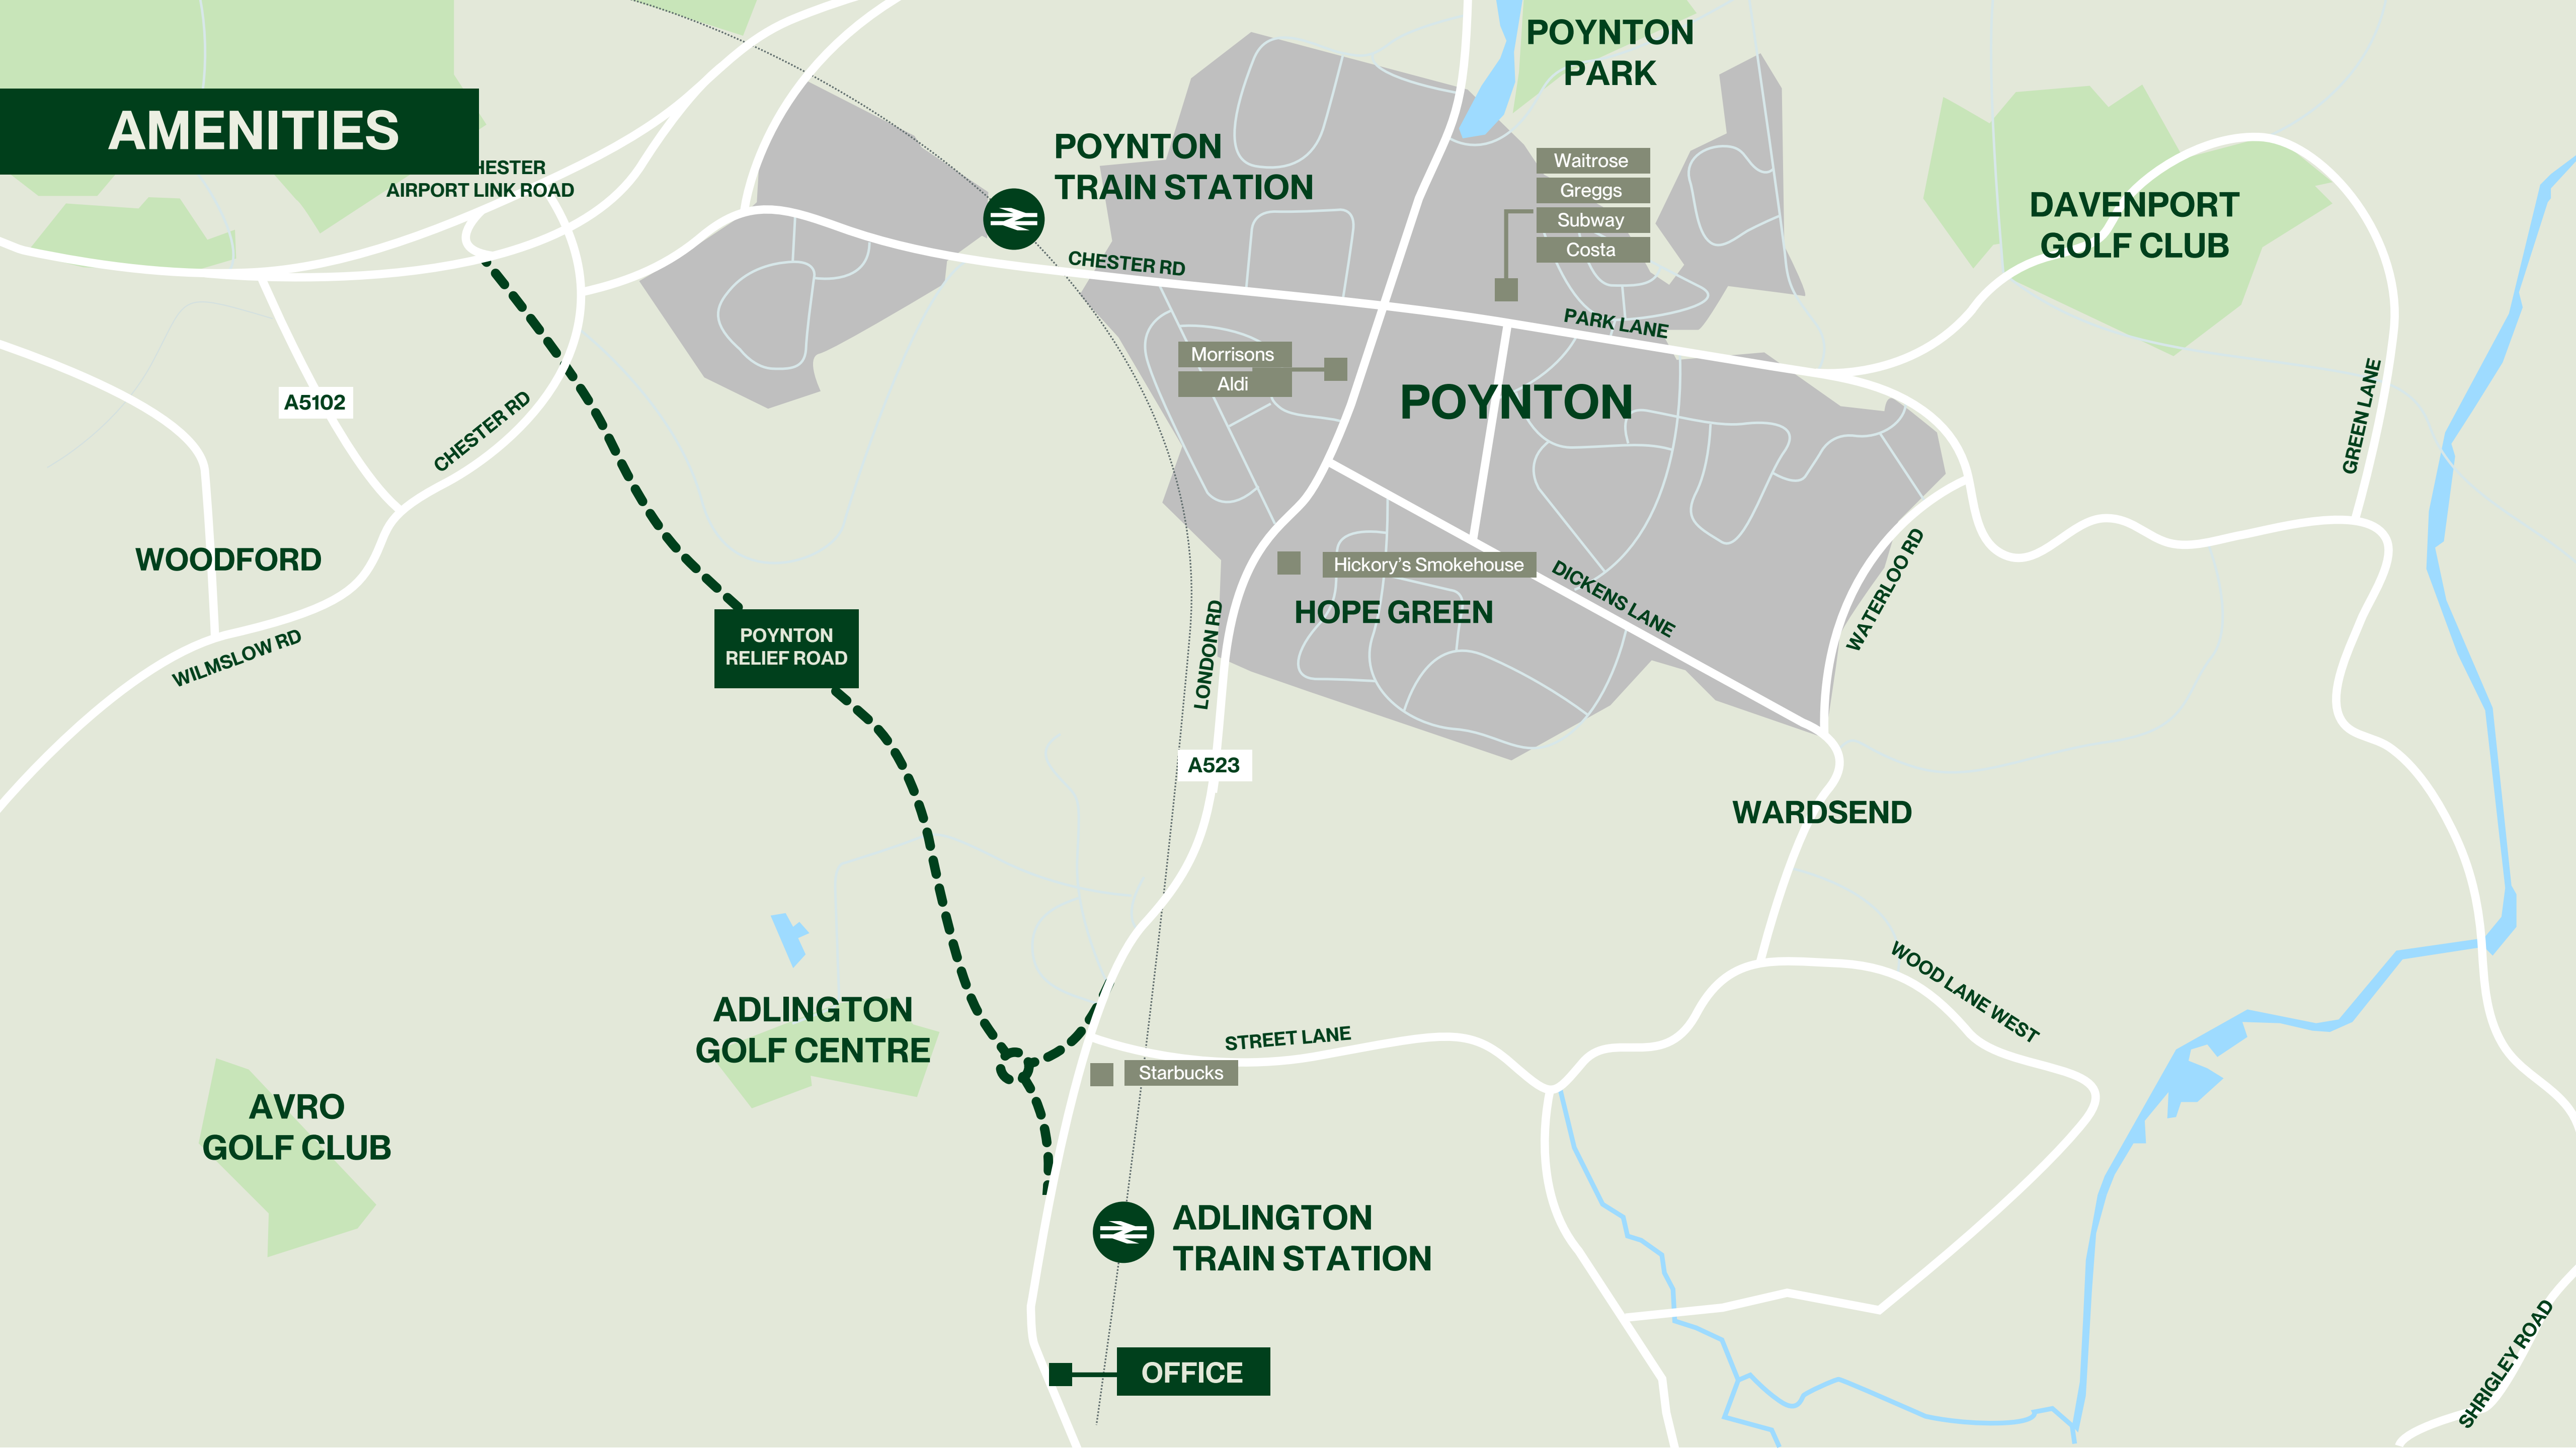 POYNTON
PARK
AMENITIES
HESTER
AIRPORT LINK ROAD
POYNTON
TRAIN STATION
Waitrose
Greggs
Subway
Costa
DAVENPORT
GOLF CLUB
CHESTER RD
PARK LANE
Morrisons
Aldi
POYNTON
A5102
CHESTER RD
GREEN LANE
WOODFORD
Hickory's Smokehouse
HOPE GREEN
DICKENS LANE
WATERLOO RD
WILMSLOW RD
POYNTON
RELIEF ROAD
LONDON RD
A523
WARDSEND
WOOD LANE WEST
ADLINGTON
GOLF CENTRE
STREET LANE
Starbucks
AVRO
GOLF CLUB
ADLINGTON
TRAIN STATION
OFFICE
SHRIGLEY ROAD